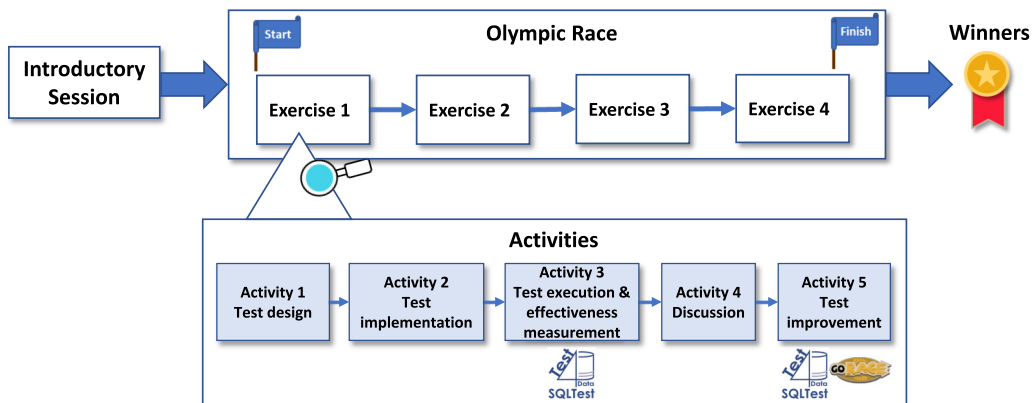 Olympic Race
Winners
Start
Finish
Introductory
Session
Exercise 1
Exercise 2
Exercise 3
Exercise 4
Activities
Activity 1
Test design
Activity 2
Test
implementation
Activity 3
Test execution &
effectiveness
measurement
Activity 4
Discussion
Activity 5
Test
improvement
Test
Data
SQLTest
Test
Data
SQLTest
GO RACE